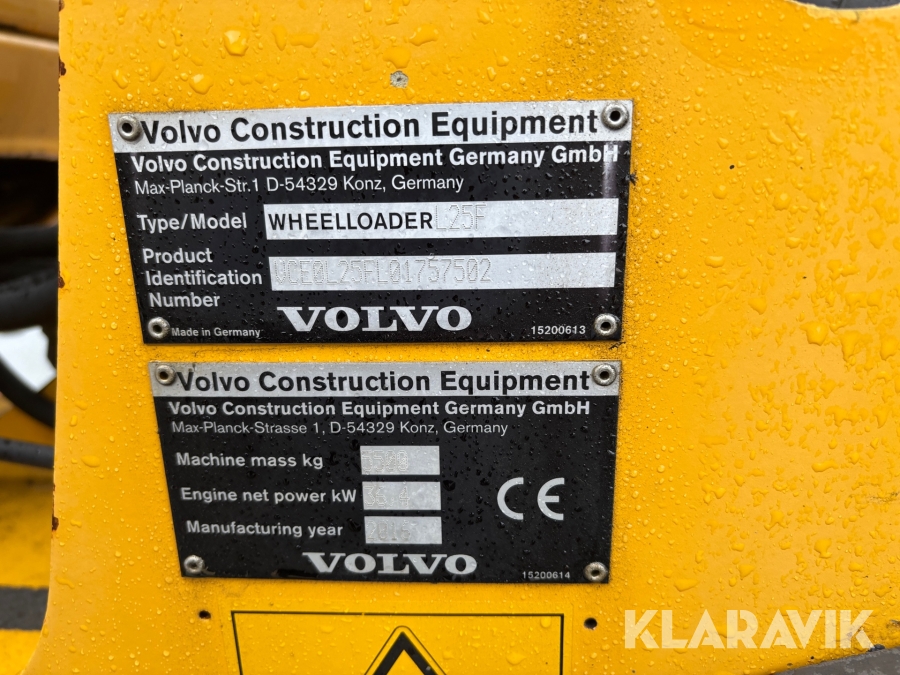 Volvo Construction Equipment
Volvo Construction Equipment Germany GmbH
Max-Planck-Str.1 D-54329 Konz, Germany
Type/Model WHEELLOADER L25F
Product
Identification VCE0L25FL01757502
Number
Made in Germany VOLVO 15200613
Volvo Construction Equipment
Volvo Construction Equipment Germany GmbH
Max-Planck-Strasse 1, D-54329 Konz, Germany
Machine mass kg
Engine net power kW
CE
Manufacturing year
VOLVO 15200614
KLARAVIK